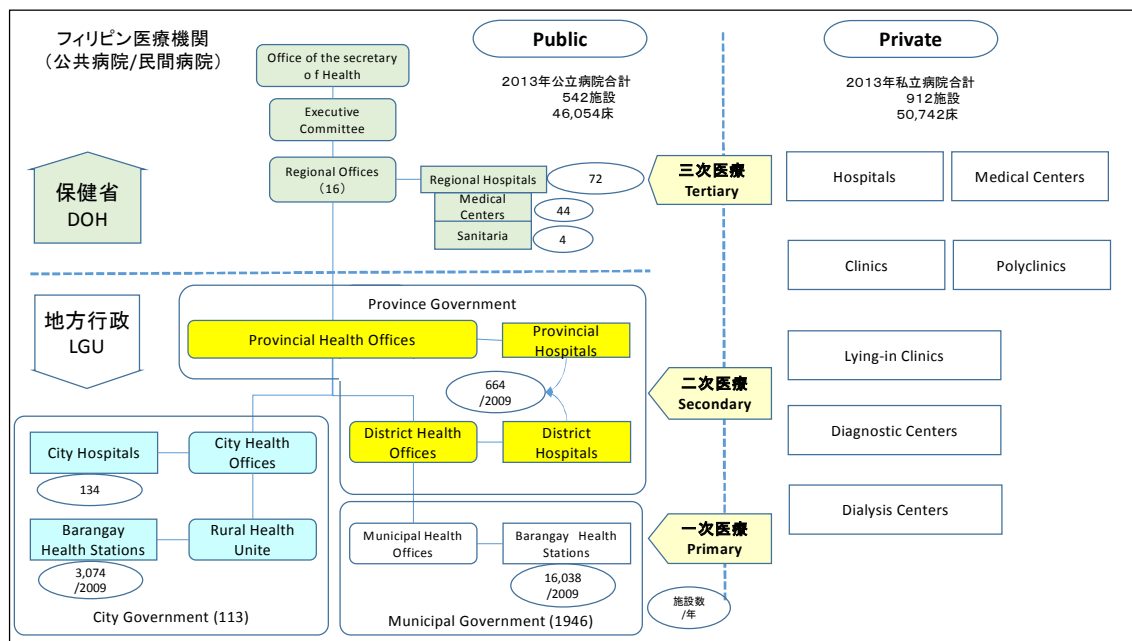 フィリピン医療機関
(公共病院/民間病院)
Office of the secretary
o f Health
Executive
Committee
Regional Offices
(16)
Public
2013年公立病院合計
542施設
46,054床
Private
2013年私立病院合計
912施設
50,742床
保健省
DOH
Regional Hospitals
72
Medical
Centers
44
Sanitaria
4
三次医療
Tertiary
Hospitals
Medical Centers
Clinics
Polyclinics
地方行政
LGU
Province Government
Provincial Health Offices
Provincial
Hospitals
664
/2009
District Health
Offices
District
Hospitals
二次医療
Secondary
Lying-in Clinics
Diagnostic Centers
Dialysis Centers
City Hospitals
134
City Health
Offices
Barangay
Health Stations
3,074
/2009
Rural Health
Unite
City Government (113)
Municipal Health
Offices
Barangay Health
Stations
16,038
/2009
Municipal Government (1946)
一次医療
Primary
施設数
/年